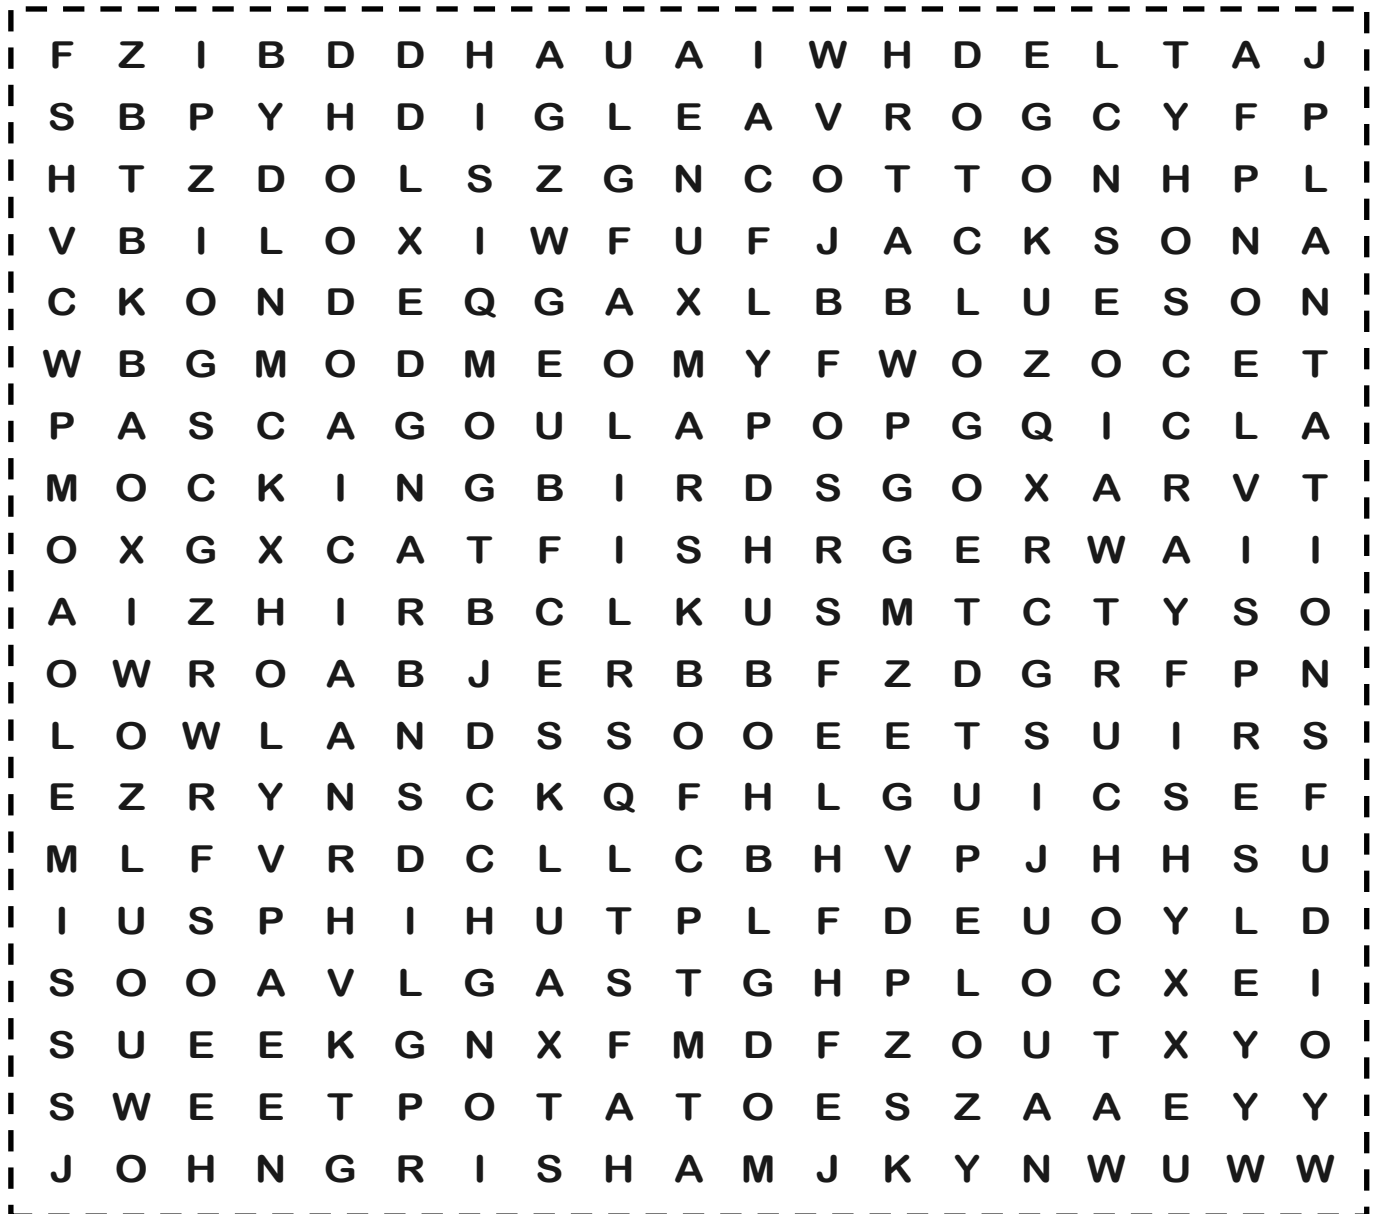 F Z I B D D H A U A I W H D E L T A J
S B P Y H D I G L E A V R O G C Y F P
H T Z D O L S Z G N C O T T O N H P L
V B I L O X I W F U F J A C K S O N A
C K O N D E Q G A X L B B L U E S O N
W B G M O D M E O M Y F W O Z O C E T
P A S C A G O U L A P O P G Q I C L A
M O C K I N G B I R D S G O X A R V T
O X G X C A T F I S H R G E R W A I I
A I Z H I R B C L K U S M T C T Y S O
O W R O A B J E R B B F Z D G R F P N
L O W L A N D S S O O E E T S U I R S
E Z R Y N S C K Q F H L G U I C S E F
M L F V R D C L L C B H V P J H H S U
I U S P H I H U T P L F D E U O Y L D
S O O A V L G A S T G H P L O C X E I
S U E E K G N X F M D F Z O U T X Y O
S W E E T P O T A T O E S Z A A E Y Y
J O H N G R I S H A M J K Y N W U W W